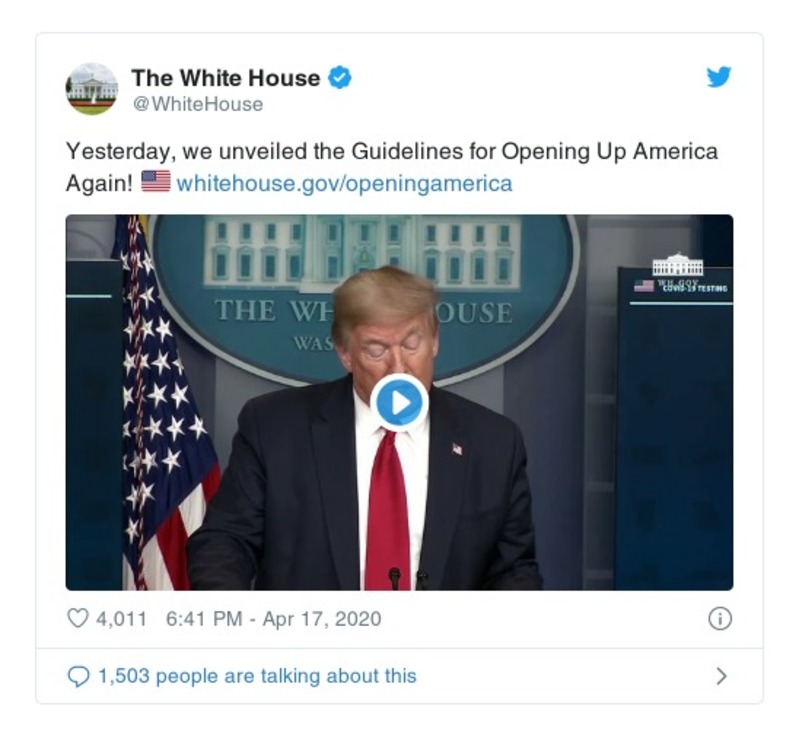 The White House
@WhiteHouse
Yesterday, we unveiled the Guidelines for Opening Up America
Again! 🇺🇸 whitehouse.gov/openingamerica
THE WH OUSE
WAS
WH.GOV
COVID-19 TESTING
4,011 6:41 PM - Apr 17, 2020
1,503 people are talking about this